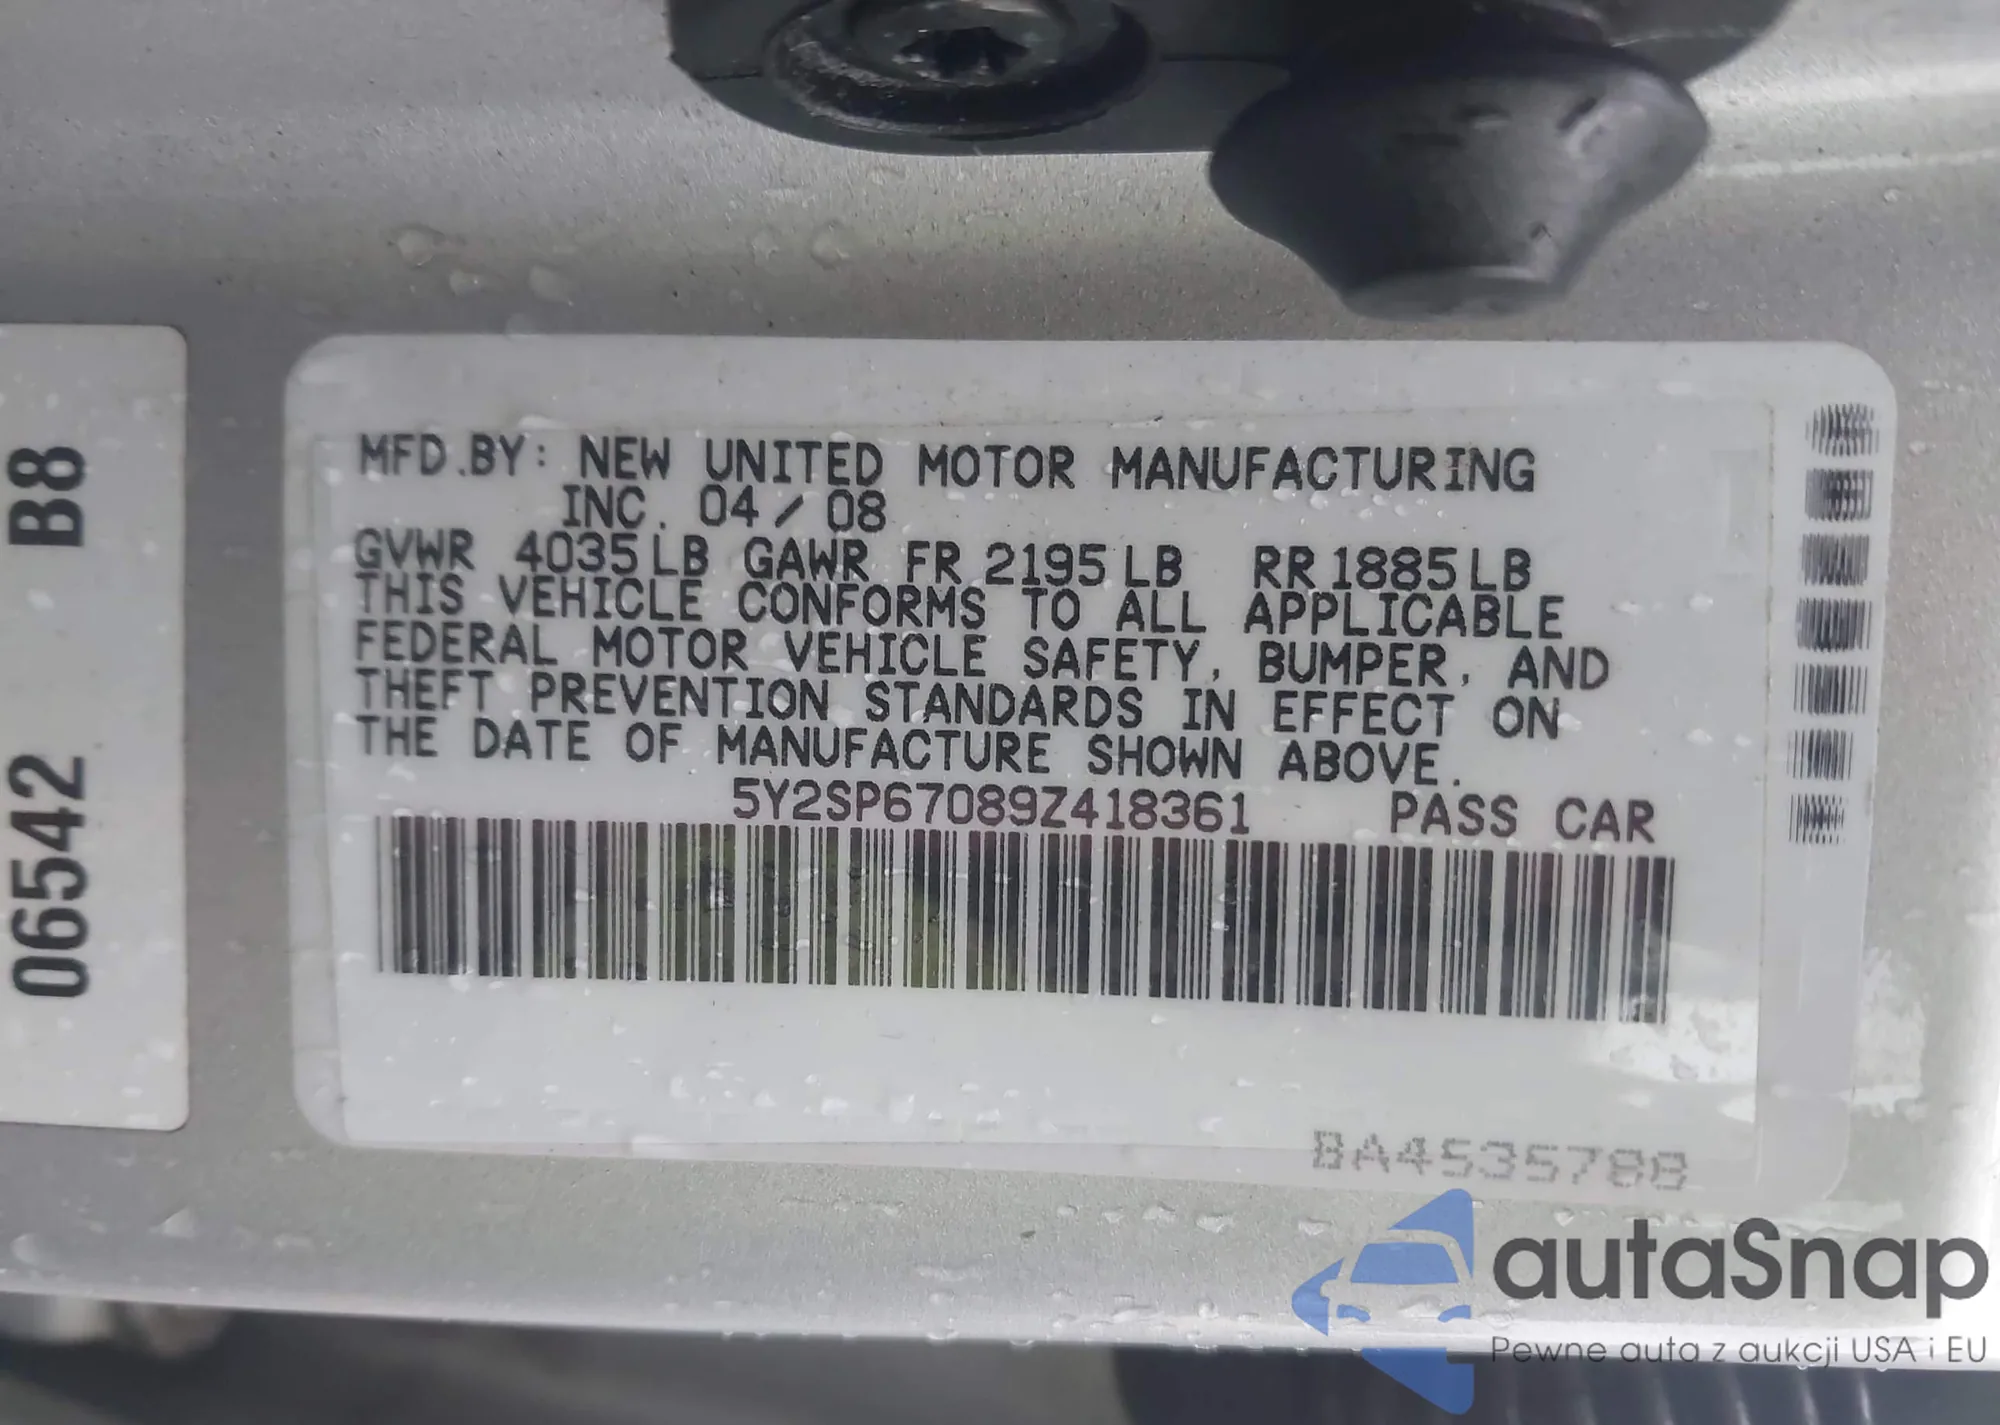 MFD.BY: NEW UNITED MOTOR MANUFACTURING
INC. 04/08
GVWR 4035LB GAWR FR 2195LB RR 1885LB
THIS VEHICLE CONFORMS TO ALL APPLICABLE
FEDERAL MOTOR VEHICLE SAFETY, BUMPER, AND
THEFT PREVENTION STANDARDS IN EFFECT ON
THE DATE OF MANUFACTURE SHOWN ABOVE.
5Y2SP67089Z418361 PASS CAR
BA4535788
06542 B8
autaSnap
Pewne auta z aukcji USA i EU